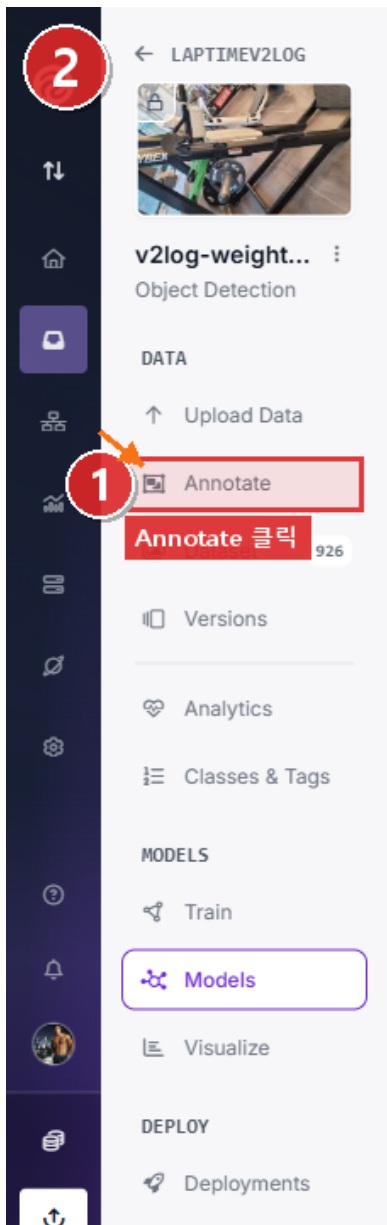 2
← LAPTIMEV2LOG
v2log-weight...
Object Detection
DATA
Upload Data
1
Annotate
Annotate 클릭
926
Versions
Analytics
Classes & Tags
MODELS
Train
Models
Visualize
DEPLOY
Deployments